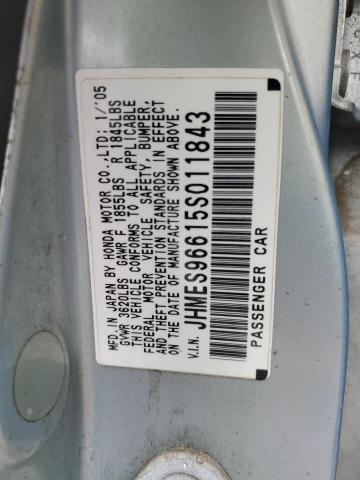 MFD. IN JAPAN BY HONDA MOTOR CO.,LTD: 1/'05
GVWR 3620LBS GAWR F 1855LBS R 1845LBS
THIS VEHICLE CONFORMS TO ALL APPLICABLE
FEDERAL MOTOR VEHICLE SAFETY, BUMPER,
AND THEFT PREVENTION STANDARDS IN EFFECT ON THE
DATE OF MANUFACTURE SHOWN ABOVE.
V.I.N. JHMES96615S011843
PASSENGER CAR